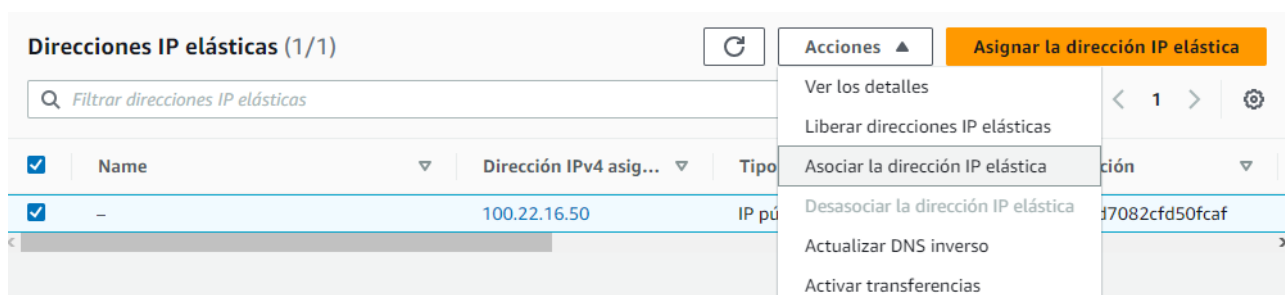 Direcciones IP elásticas (1/1)
Acciones ▲
Asignar la dirección IP elástica
Filtrar direcciones IP elásticas
1
Ver los detalles
Liberar direcciones IP elásticas
Asociar la dirección IP elástica
Desasociar la dirección IP elástica
Actualizar DNS inverso
Activar transferencias
Name
Dirección IPv4 asig...
Tipo
ción
–
100.22.16.50
IP pú
d7082cfd50fcaf